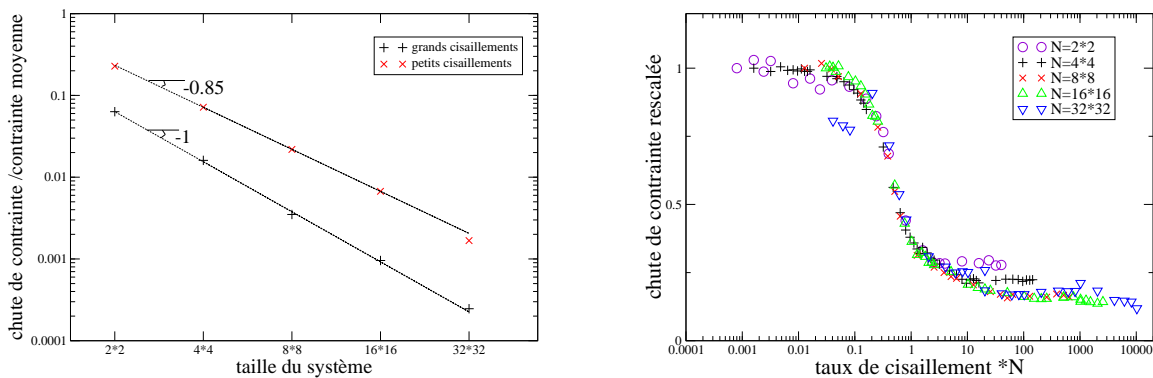 1
0.1
0.01
0.001
0.0001
chute de contrainte /contrainte moyenne
grands cisaillements
petits cisaillements
-0.85
-1
2*2
4*4
8*8
16*16
32*32
taille du système
1
0.5
0
chute de contrainte rescalée
N=2*2
N=4*4
N=8*8
N=16*16
N=32*32
0.0001
0.001
0.01
0.1
1
10
100
1000
10000
taux de cisaillement *N